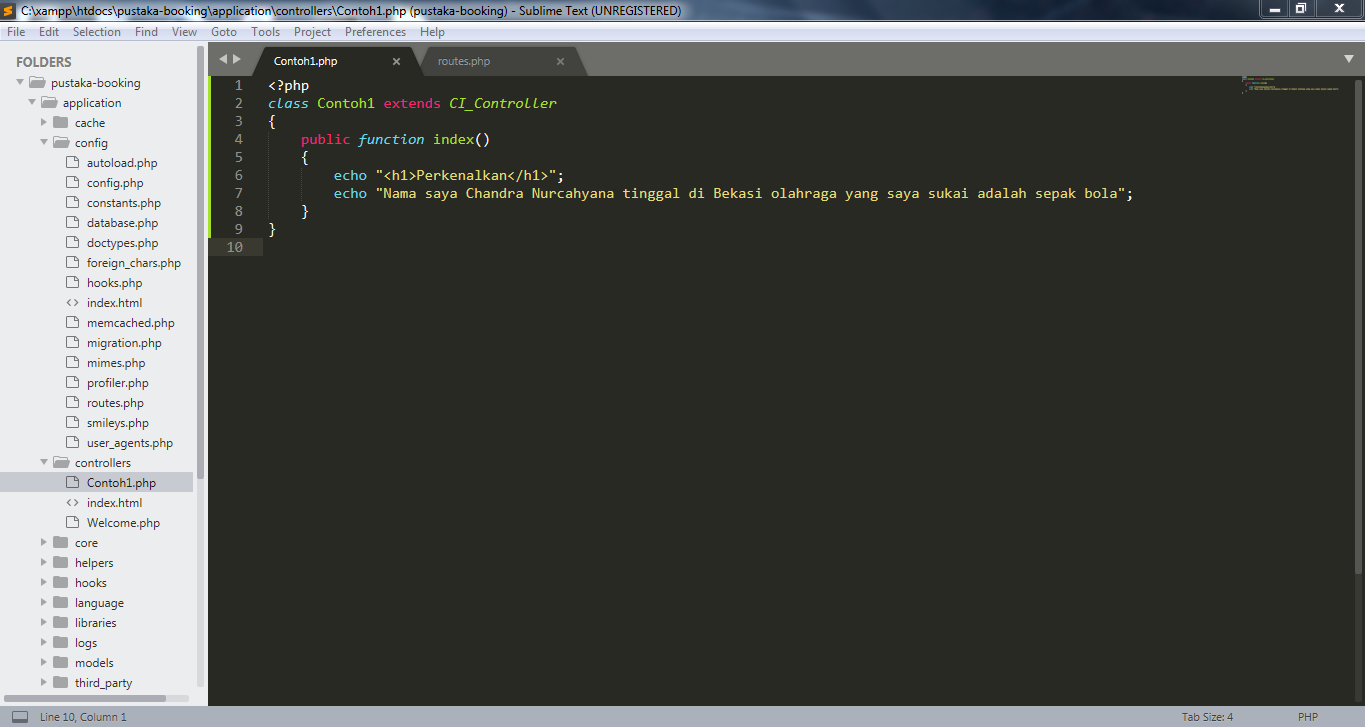 C:\xampp\htdocs\pustaka-booking\application\controllers\Contoh1.php (pustaka-booking) - Sublime Text (UNREGISTERED)
File Edit Selection Find View Goto Tools Project Preferences Help
FOLDERS
pustaka-booking
application
cache
config
autoload.php
config.php
constants.php
database.php
doctypes.php
foreign_chars.php
hooks.php
index.html
memcached.php
migration.php
mimes.php
profiler.php
routes.php
smileys.php
user_agents.php
controllers
Contoh1.php
index.html
Welcome.php
core
helpers
hooks
language
libraries
logs
models
third_party
Contoh1.php routes.php
1 <?php
2 class Contoh1 extends CI_Controller
3 {
4     public function index()
5     {
6         echo "<h1>Perkenalkan</h1>";
7         echo "Nama saya Chandra Nurcahyana tinggal di Bekasi olahraga yang saya sukai adalah sepak bola";
8     }
9 }
10
Line 10, Column 1 Tab Size: 4 PHP